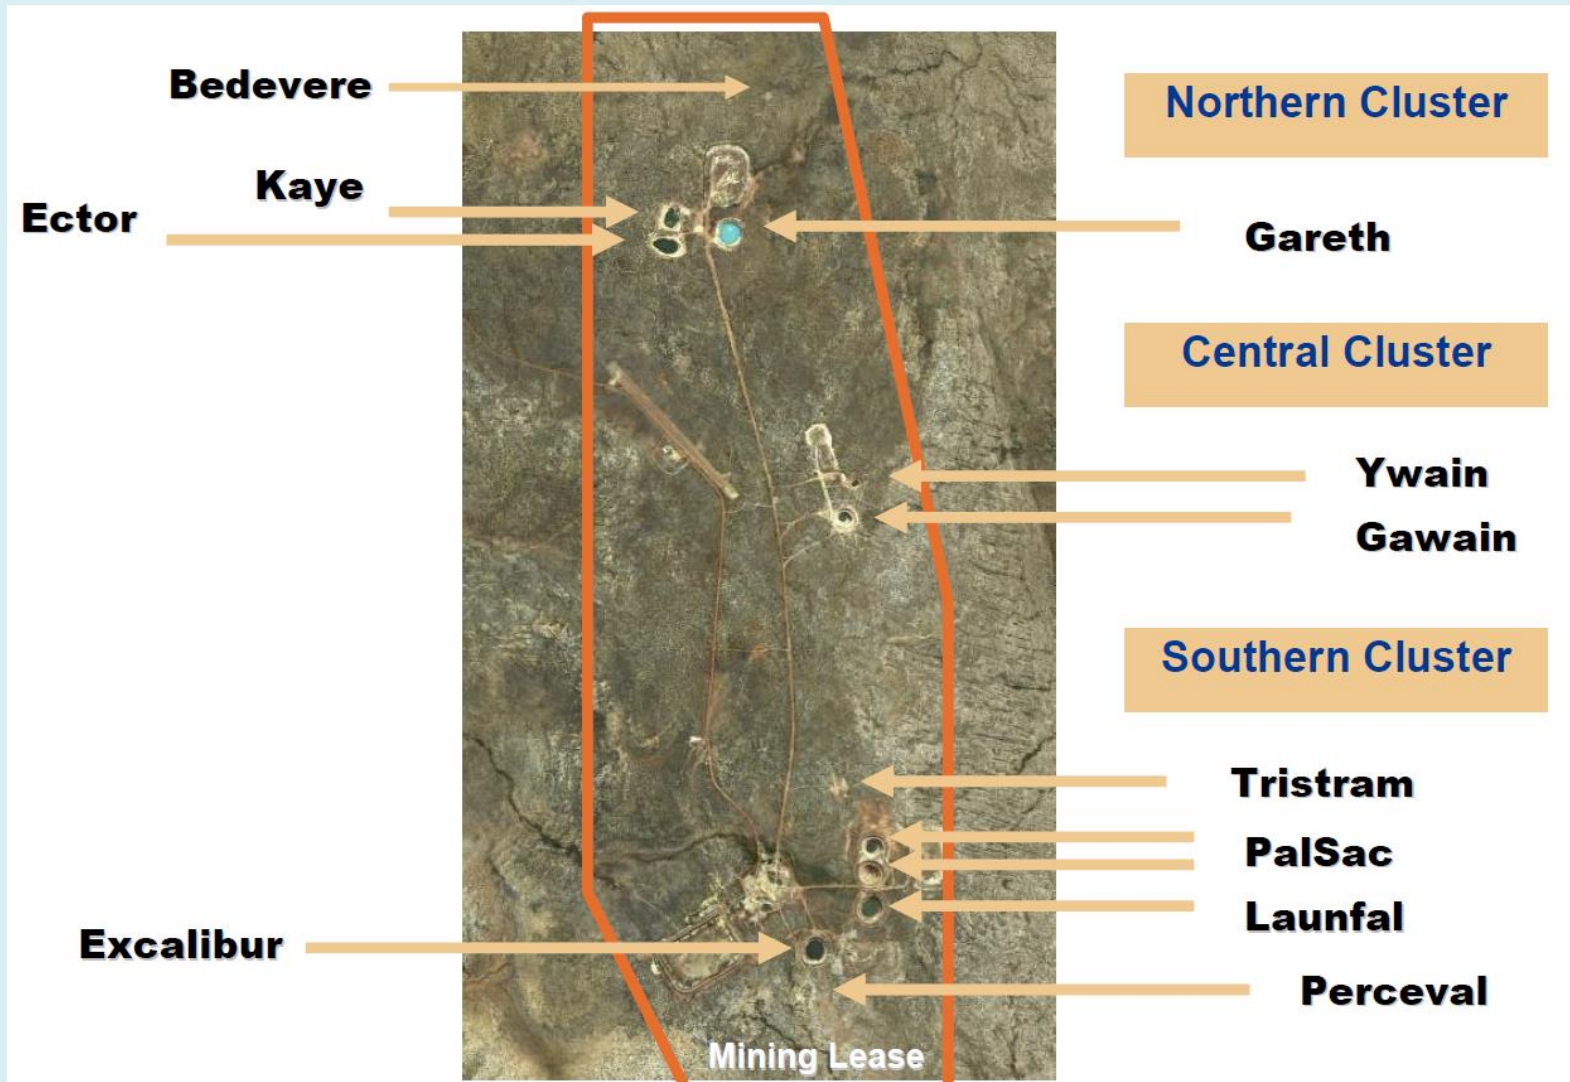 Bedevere
Northern Cluster
Kaye
Ector
Gareth
Central Cluster
Ywain
Gawain
Southern Cluster
Tristram
PalSac
Launfal
Excalibur
Perceval
Mining Lease